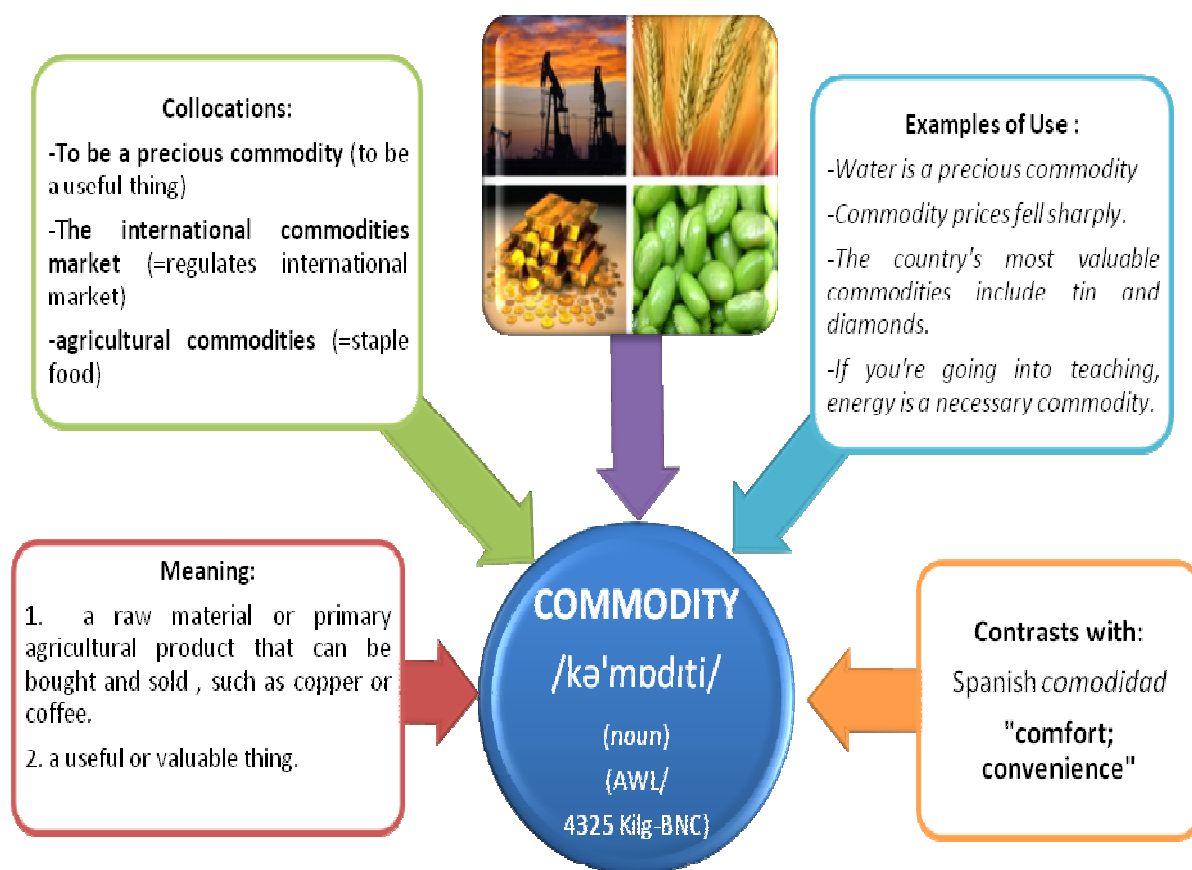 Collocations:
-To be a precious commodity (to be
a useful thing)
-The international commodities
market (=regulates international
market)
-agricultural commodities (=staple
food)
Examples of Use :
-Water is a precious commodity
-Commodity prices fell sharply.
-The country's most valuable
commodities include tin and
diamonds.
-If you're going into teaching,
energy is a necessary commodity.
Meaning:
1. a raw material or primary
agricultural product that can be
bought and sold , such as copper or
coffee.
2. a useful or valuable thing.
COMMODITY
/kə'mɒdɪti/
(noun)
(AWL/
4325 Kilg-BNC)
Contrasts with:
Spanish comodidad
"comfort;
convenience"